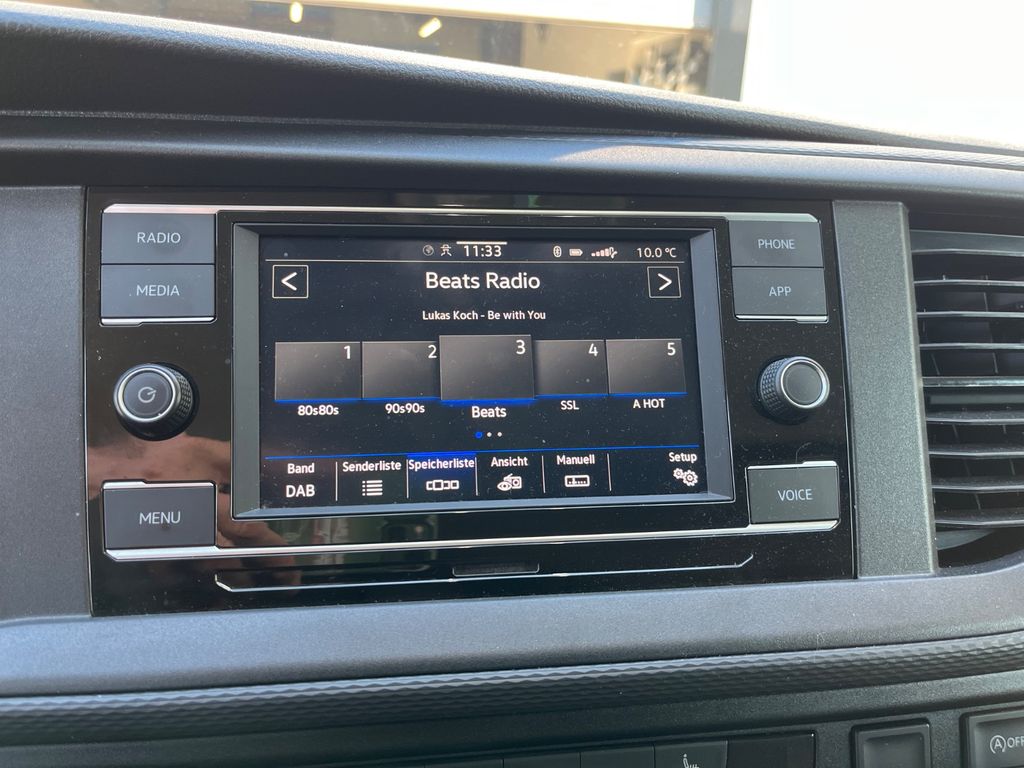 RADIO
MEDIA
MENU
11:33
10.0 °C
Beats Radio
Lukas Koch - Be with You
1 2 3 4 5
80s80s 90s90s Beats SSL A HOT
Band Senderliste Speicherliste Ansicht Manuell Setup
DAB
PHONE
APP
VOICE
A OFF